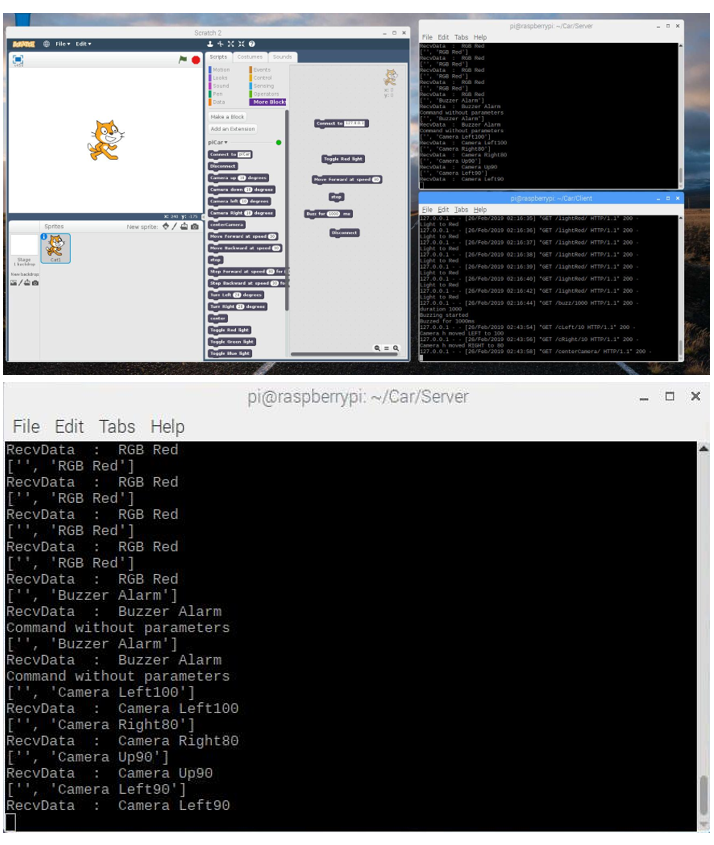 Scratch 2
File▾ Edit▾
Scripts Costumes Sounds
Motion Events
Looks Control
Sound Sensing
Pen Operators
Data More Blocks
Make a Block
Add an Extension
piCar▾
Connect to piCar
Disconnect
Camera up 10 degrees
Camera down 10 degrees
Camera left 10 degrees
Camera Right 10 degrees
centerCamera
Move Forward at speed 30
Move Backward at speed 30
stop
Step Forward at speed 30 for
Step Backward at speed 30 fo
Turn Left 10 degrees
Turn Right 10 degrees
center
Toggle Red light
Toggle Green light
Toggle Blue light
Connect to 127.0.0.1
Toggle Red light
Move Forward at speed 30
stop
Buzz for 1000 ms
Disconnect
Sprites New sprite:
Stage
1 backdrop
New backdrop
Cat1
pi@raspberrypi: ~/Car/Server
File Edit Tabs Help
RecvData : RGB Red
['', 'RGB Red']
RecvData : RGB Red
['', 'RGB Red']
RecvData : RGB Red
['', 'RGB Red']
RecvData : RGB Red
['', 'RGB Red']
RecvData : RGB Red
['', 'Buzzer Alarm']
RecvData : Buzzer Alarm
Command without parameters
['', 'Buzzer Alarm']
RecvData : Buzzer Alarm
Command without parameters
['', 'Camera Left100']
RecvData : Camera Left100
['', 'Camera Right80']
RecvData : Camera Right80
['', 'Camera Up90']
RecvData : Camera Up90
['', 'Camera Left90']
RecvData : Camera Left90
pi@raspberrypi: ~/Car/Client
File Edit Tabs Help
127.0.0.1 - - [26/Feb/2019 02:16:35] "GET /lightRed/ HTTP/1.1" 200 -
Light to Red
127.0.0.1 - - [26/Feb/2019 02:16:36] "GET /lightRed/ HTTP/1.1" 200 -
Light to Red
127.0.0.1 - - [26/Feb/2019 02:16:37] "GET /lightRed/ HTTP/1.1" 200 -
Light to Red
127.0.0.1 - - [26/Feb/2019 02:16:38] "GET /lightRed/ HTTP/1.1" 200 -
Light to Red
127.0.0.1 - - [26/Feb/2019 02:16:39] "GET /lightRed/ HTTP/1.1" 200 -
Light to Red
127.0.0.1 - - [26/Feb/2019 02:16:40] "GET /lightRed/ HTTP/1.1" 200 -
Light to Red
127.0.0.1 - - [26/Feb/2019 02:16:42] "GET /lightRed/ HTTP/1.1" 200 -
Light to Red
127.0.0.1 - - [26/Feb/2019 02:16:44] "GET /buzz/1000 HTTP/1.1" 200 -
duration 1000
Buzzing started
Buzzed for 1000ms
127.0.0.1 - - [26/Feb/2019 02:43:54] "GET /cLeft/10 HTTP/1.1" 200 -
Camera h moved LEFT to 100
127.0.0.1 - - [26/Feb/2019 02:43:56] "GET /cRight/10 HTTP/1.1" 200 -
Camera h moved RIGHT to 80
127.0.0.1 - - [26/Feb/2019 02:43:58] "GET /centerCamera/ HTTP/1.1" 200 -
pi@raspberrypi: ~/Car/Server
File Edit Tabs Help
RecvData : RGB Red
['', 'RGB Red']
RecvData : RGB Red
['', 'RGB Red']
RecvData : RGB Red
['', 'RGB Red']
RecvData : RGB Red
['', 'RGB Red']
RecvData : RGB Red
['', 'Buzzer Alarm']
RecvData : Buzzer Alarm
Command without parameters
['', 'Buzzer Alarm']
RecvData : Buzzer Alarm
Command without parameters
['', 'Camera Left100']
RecvData : Camera Left100
['', 'Camera Right80']
RecvData : Camera Right80
['', 'Camera Up90']
RecvData : Camera Up90
['', 'Camera Left90']
RecvData : Camera Left90